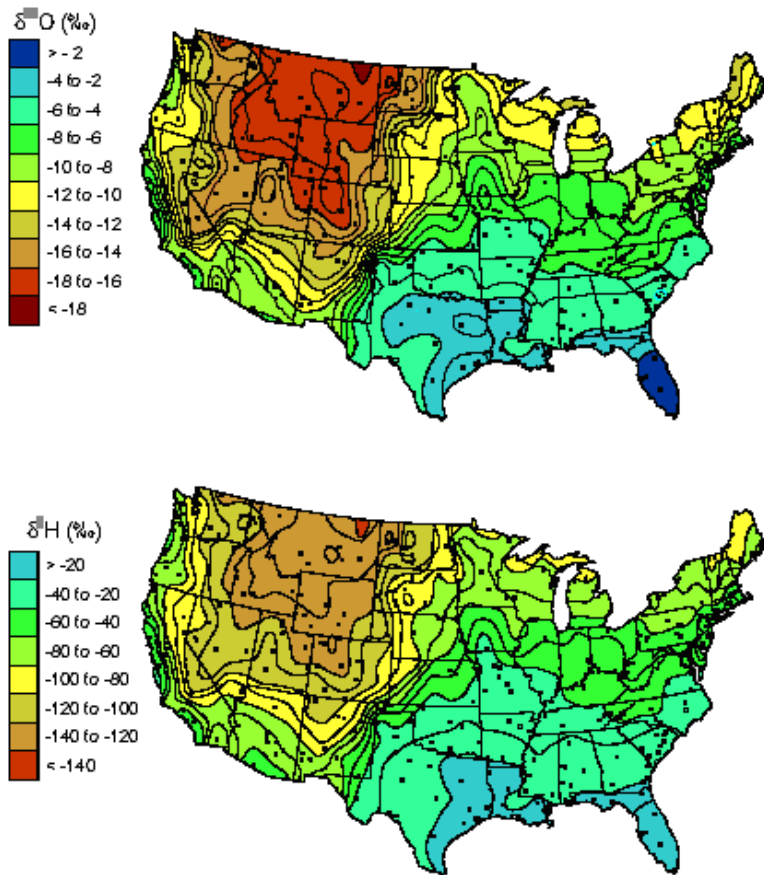 δ O (‰)
> - 2
-4 to -2
-6 to -4
-8 to -6
-10 to -8
-12 to -10
-14 to -12
-16 to -14
-18 to -16
< -18
δ H (‰)
> -20
-40 to -20
-60 to -40
-80 to -60
-100 to -80
-120 to -100
-140 to -120
< -140